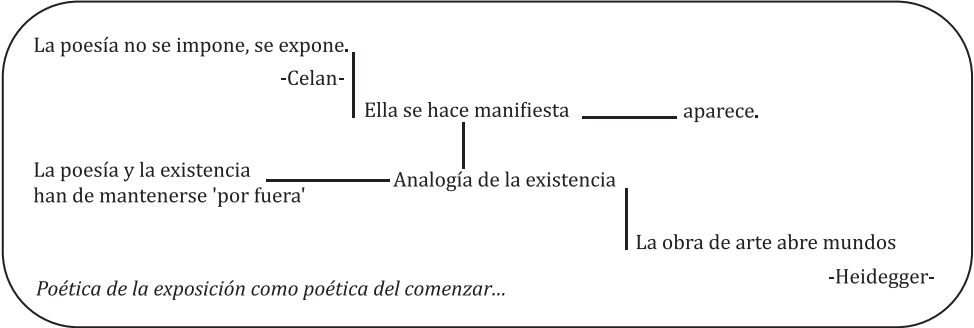 La poesía no se impone, se expone.
-Celan-
Ella se hace manifiesta
aparece.
La poesía y la existencia
han de mantenerse 'por fuera'
Analogía de la existencia
La obra de arte abre mundos
-Heidegger-
Poética de la exposición como poética del comenzar...